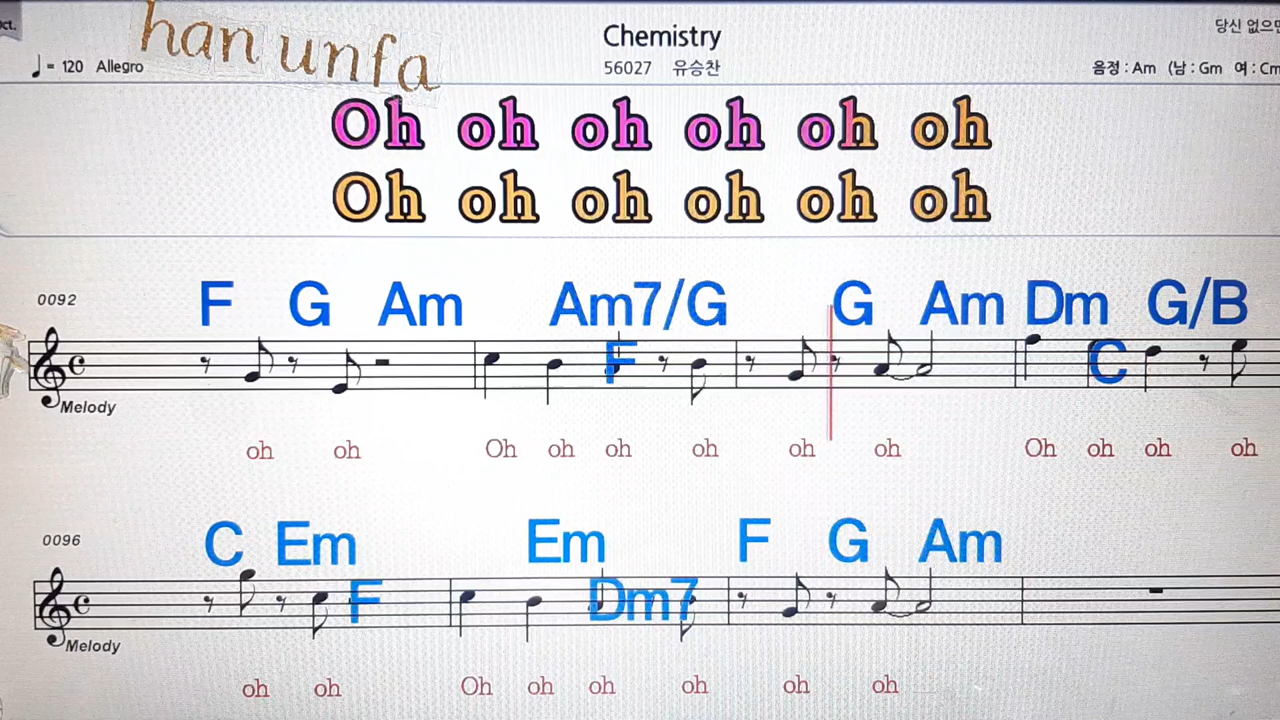 ct.
han unfa
Chemistry
당신 없으면
♩= 120 Allegro
56027 유승찬
음정 : Am (남 : Gm 여 : Cm
Oh oh oh oh oh oh
Oh oh oh oh oh oh
0092
F G Am Am7/G G Am Dm G/B
F C
Melody
oh oh Oh oh oh oh oh oh Oh oh oh oh
0096
C Em Em F G Am
F Dm7
Melody
oh oh Oh oh oh oh oh oh